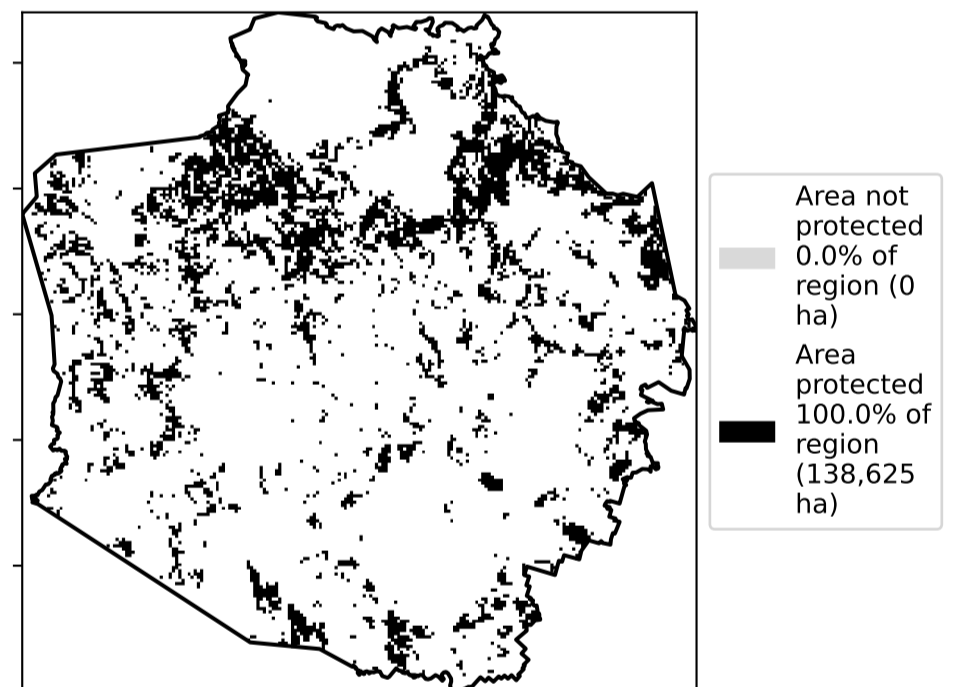 Area not
protected
0.0% of
region (0
ha)
Area
protected
100.0% of
region
(138,625
ha)